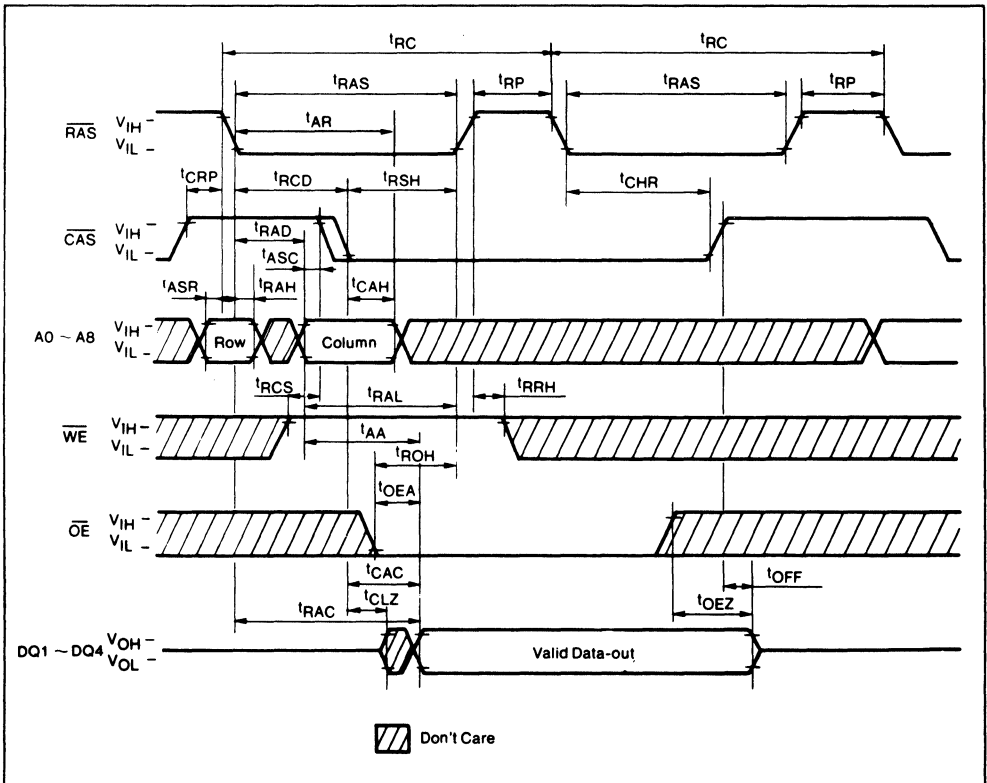 tRC tRC
tRAS tRP tRAS tRP
tAR
RAS VIH
VIL
tCRP tRCD tRSH tCHR
CAS VIH
VIL
tRAD
tASC
tASR tRAH tCAH
A0 ~ A8 VIH
VIL
Row Column
tRCS tRAL tRRH
WE VIH
VIL
tAA
tROH
tOEA
OE VIH
VIL
tCAC tOFF
tCLZ tOEZ
tRAC
DQ1 ~ DQ4 VOH
VOL
Valid Data-out
Don't Care